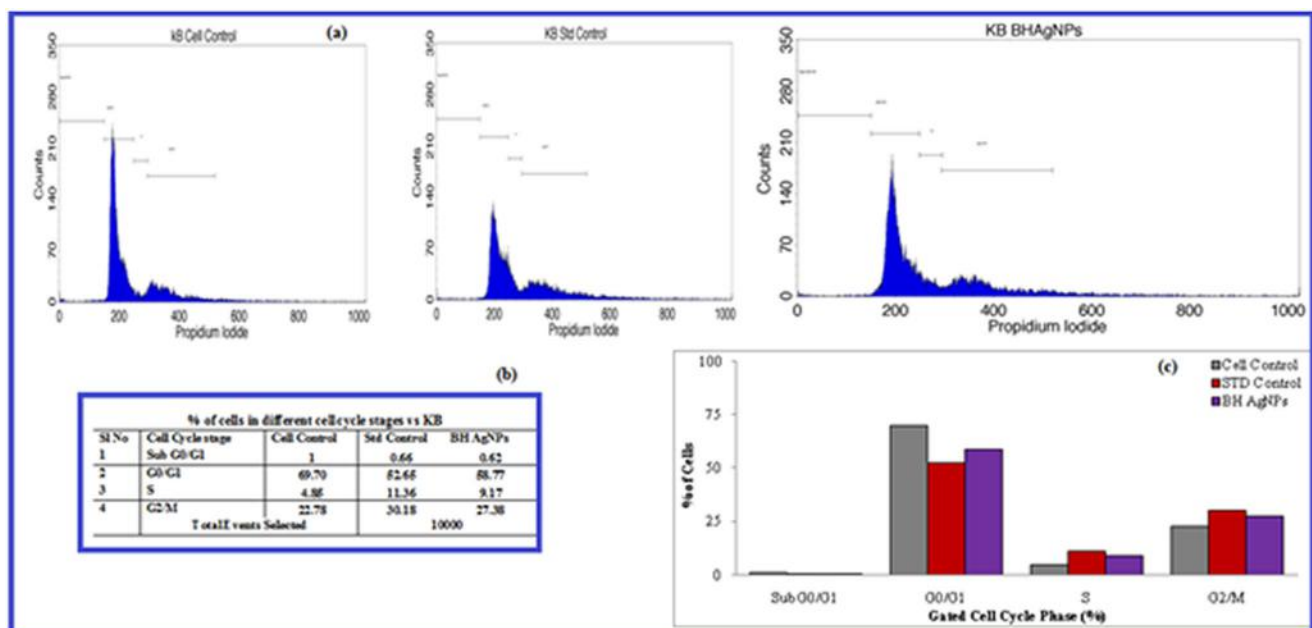 kB Cell Control
(a)
350
280
210
140
70
0
Counts
0 200 400 600 800 1000
Propidium Iodide
KB Std Control
350
280
210
140
70
0
Counts
0 200 400 600 800 1000
Propidium Iodide
KB BHAgNPs
350
280
210
140
70
0
Counts
0 200 400 600 800 1000
Propidium Iodide
(b)
% of cells in different cell cycle stages vs KB
Sl No Cell Cycle stage Cell Control Std Control BH AgNPs
1 Sub G0/G1 1 0.66 0.62
2 G0/G1 69.70 52.65 58.77
3 S 4.85 11.36 9.17
4 G2/M 22.78 30.18 27.38
Total Events Selected 10000
(c)
Cell Control
STD Control
BH AgNPs
100
75
50
25
0
% of Cells
Sub G0/G1 G0/G1 S G2/M
Gated Cell Cycle Phase (%)